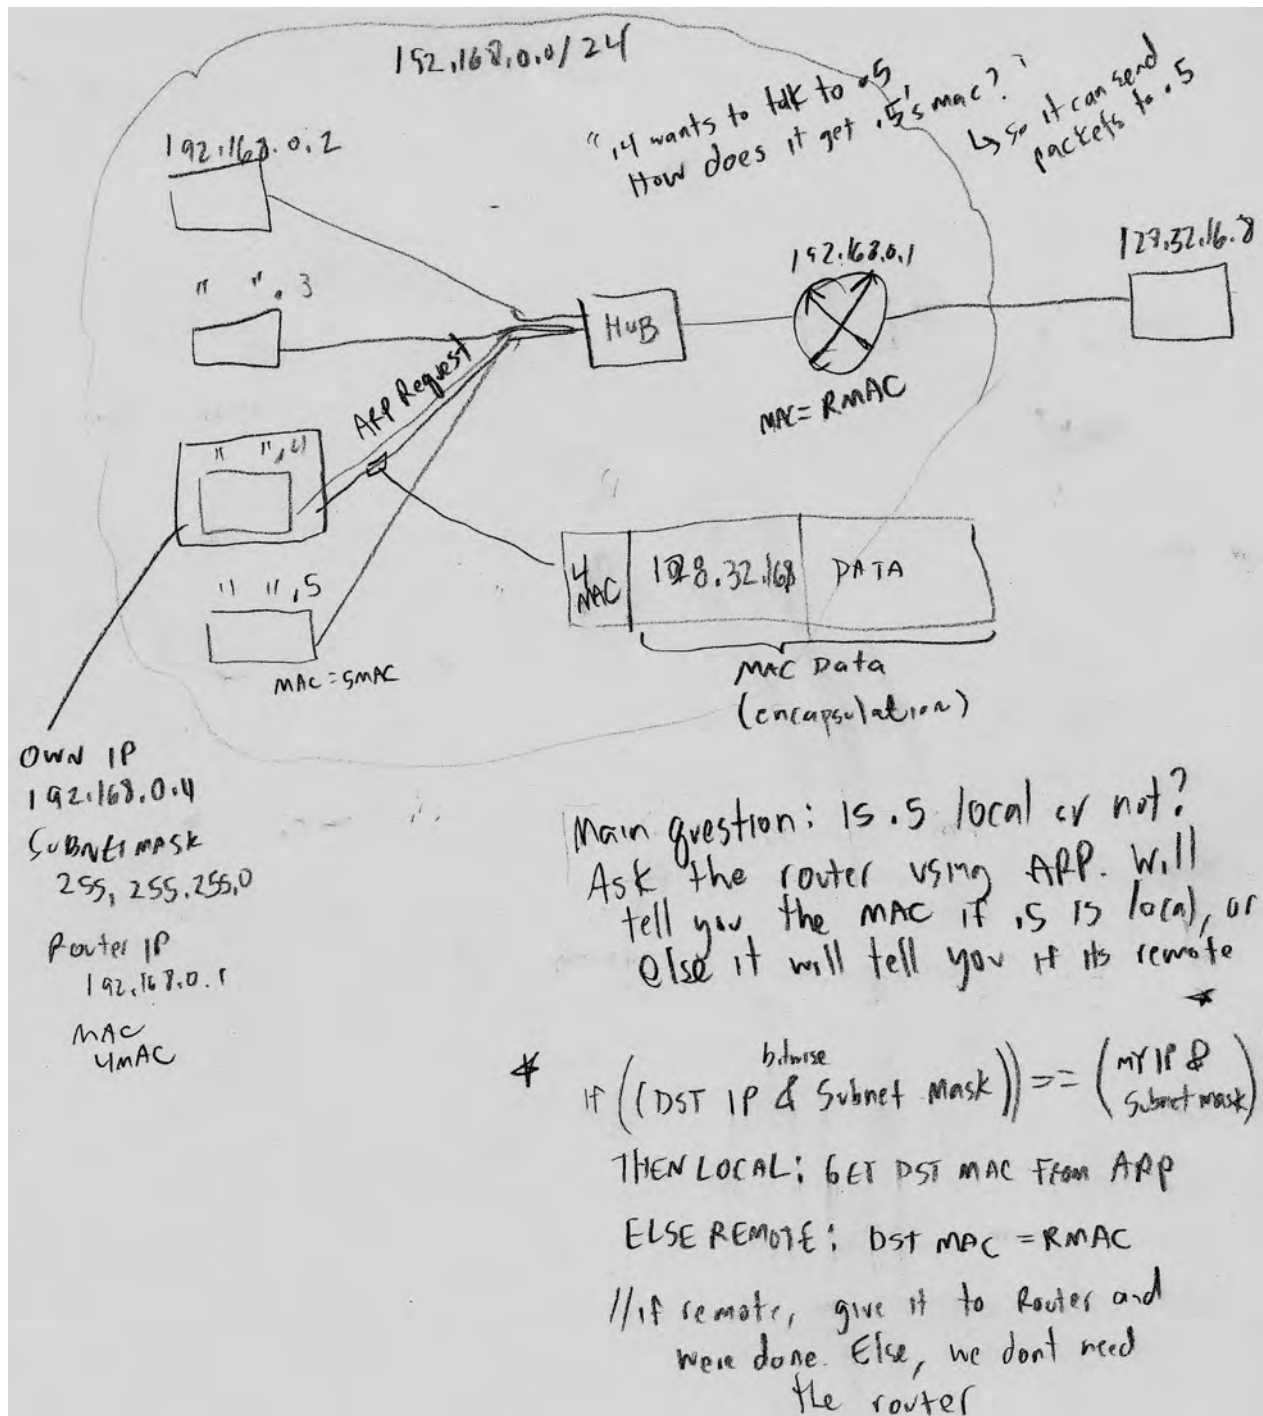 192.168.0.0/24
".4 wants to talk to .5
How does it get .5's mac?"
↳ so it can send
packets to .5
192.168.0.2
" ".3
192.168.0.1
HUB
MAC = RMAC
ARP Request
" ".4
" ".5
MAC = 5MAC
4
MAC
128.32.168
DATA
MAC Data
(encapsulation)
OWN IP
192.168.0.4
SUBNET MASK
255.255.255.0
Router IP
192.168.0.1
MAC
4MAC
Main question: is .5 local or not?
Ask the router using ARP. Will
tell you the MAC if .5 is local, or
else it will tell you if its remote
*
* bitwise
if ((DST IP & Subnet Mask)) == (MY IP &
Subnet mask)
THEN LOCAL: GET DST MAC From ARP
ELSE REMOTE: DST MAC = RMAC
//if remote, give it to Router and
were done. Else, we dont need
the router